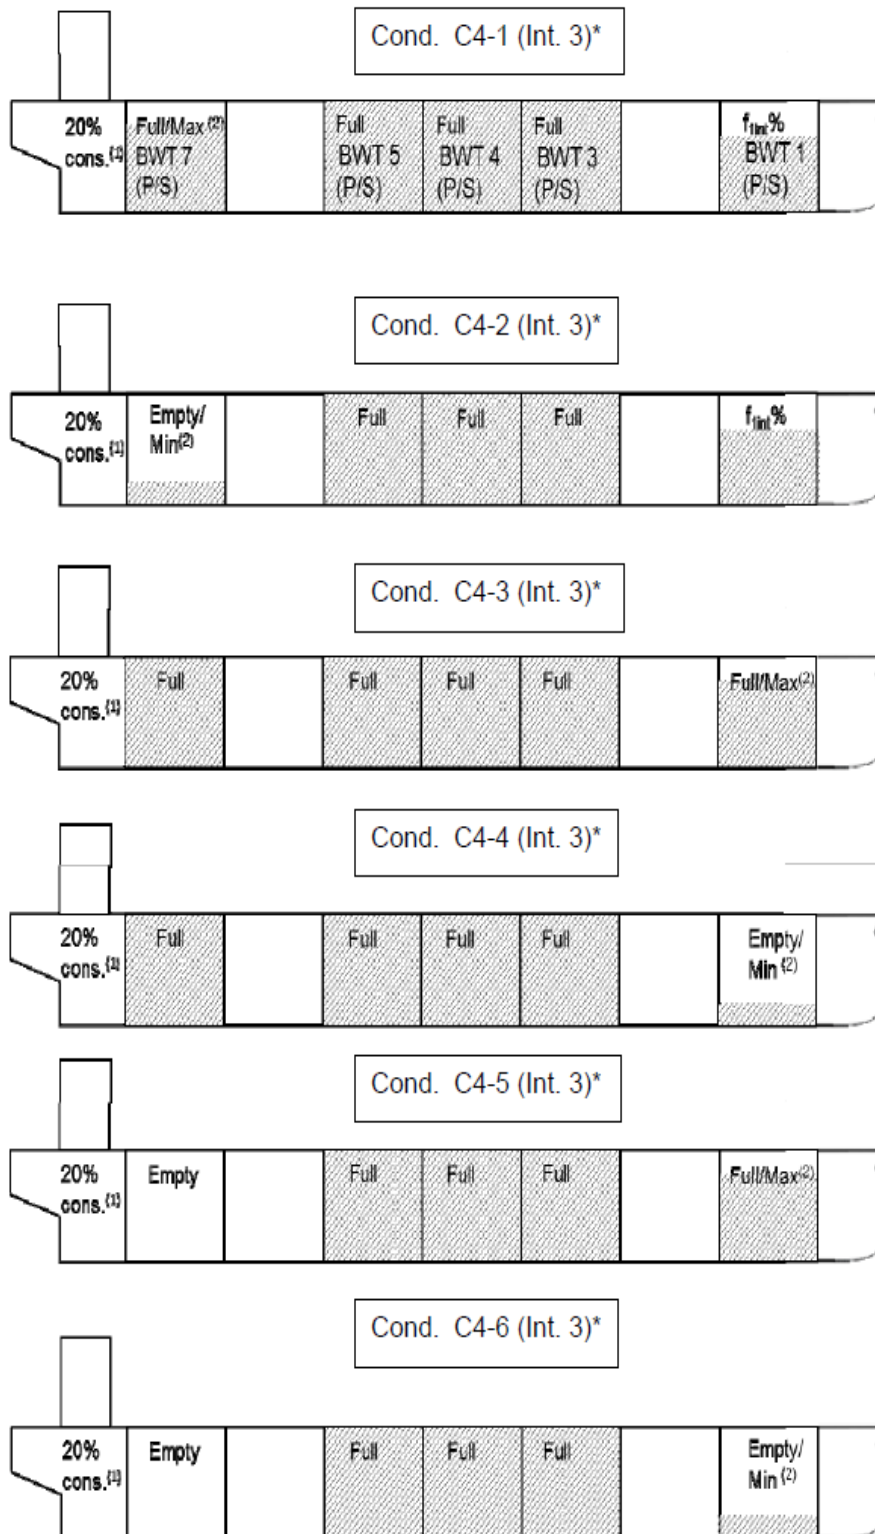 Cond. C4-1 (Int. 3)*
20%
cons.(1)
Full/Max (2)
BWT 7
(P/S)
Full
BWT 5
(P/S)
Full
BWT 4
(P/S)
Full
BWT 3
(P/S)
f1int%
BWT 1
(P/S)
Cond. C4-2 (Int. 3)*
20%
cons.(1)
Empty/
Min(2)
Full
Full
Full
f1int%
Cond. C4-3 (Int. 3)*
20%
cons.(1)
Full
Full
Full
Full
Full/Max(2)
Cond. C4-4 (Int. 3)*
20%
cons.(1)
Full
Full
Full
Full
Empty/
Min (2)
Cond. C4-5 (Int. 3)*
20%
cons.(1)
Empty
Full
Full
Full
Full/Max(2)
Cond. C4-6 (Int. 3)*
20%
cons.(1)
Empty
Full
Full
Full
Empty/
Min (2)